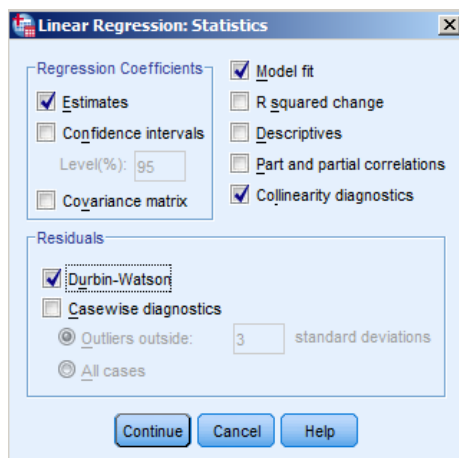 Linear Regression: Statistics
Regression Coefficients
Estimates
Confidence intervals
Level(%): 95
Covariance matrix
Model fit
R squared change
Descriptives
Part and partial correlations
Collinearity diagnostics
Residuals
Durbin-Watson
Casewise diagnostics
Outliers outside: 3 standard deviations
All cases
Continue Cancel Help